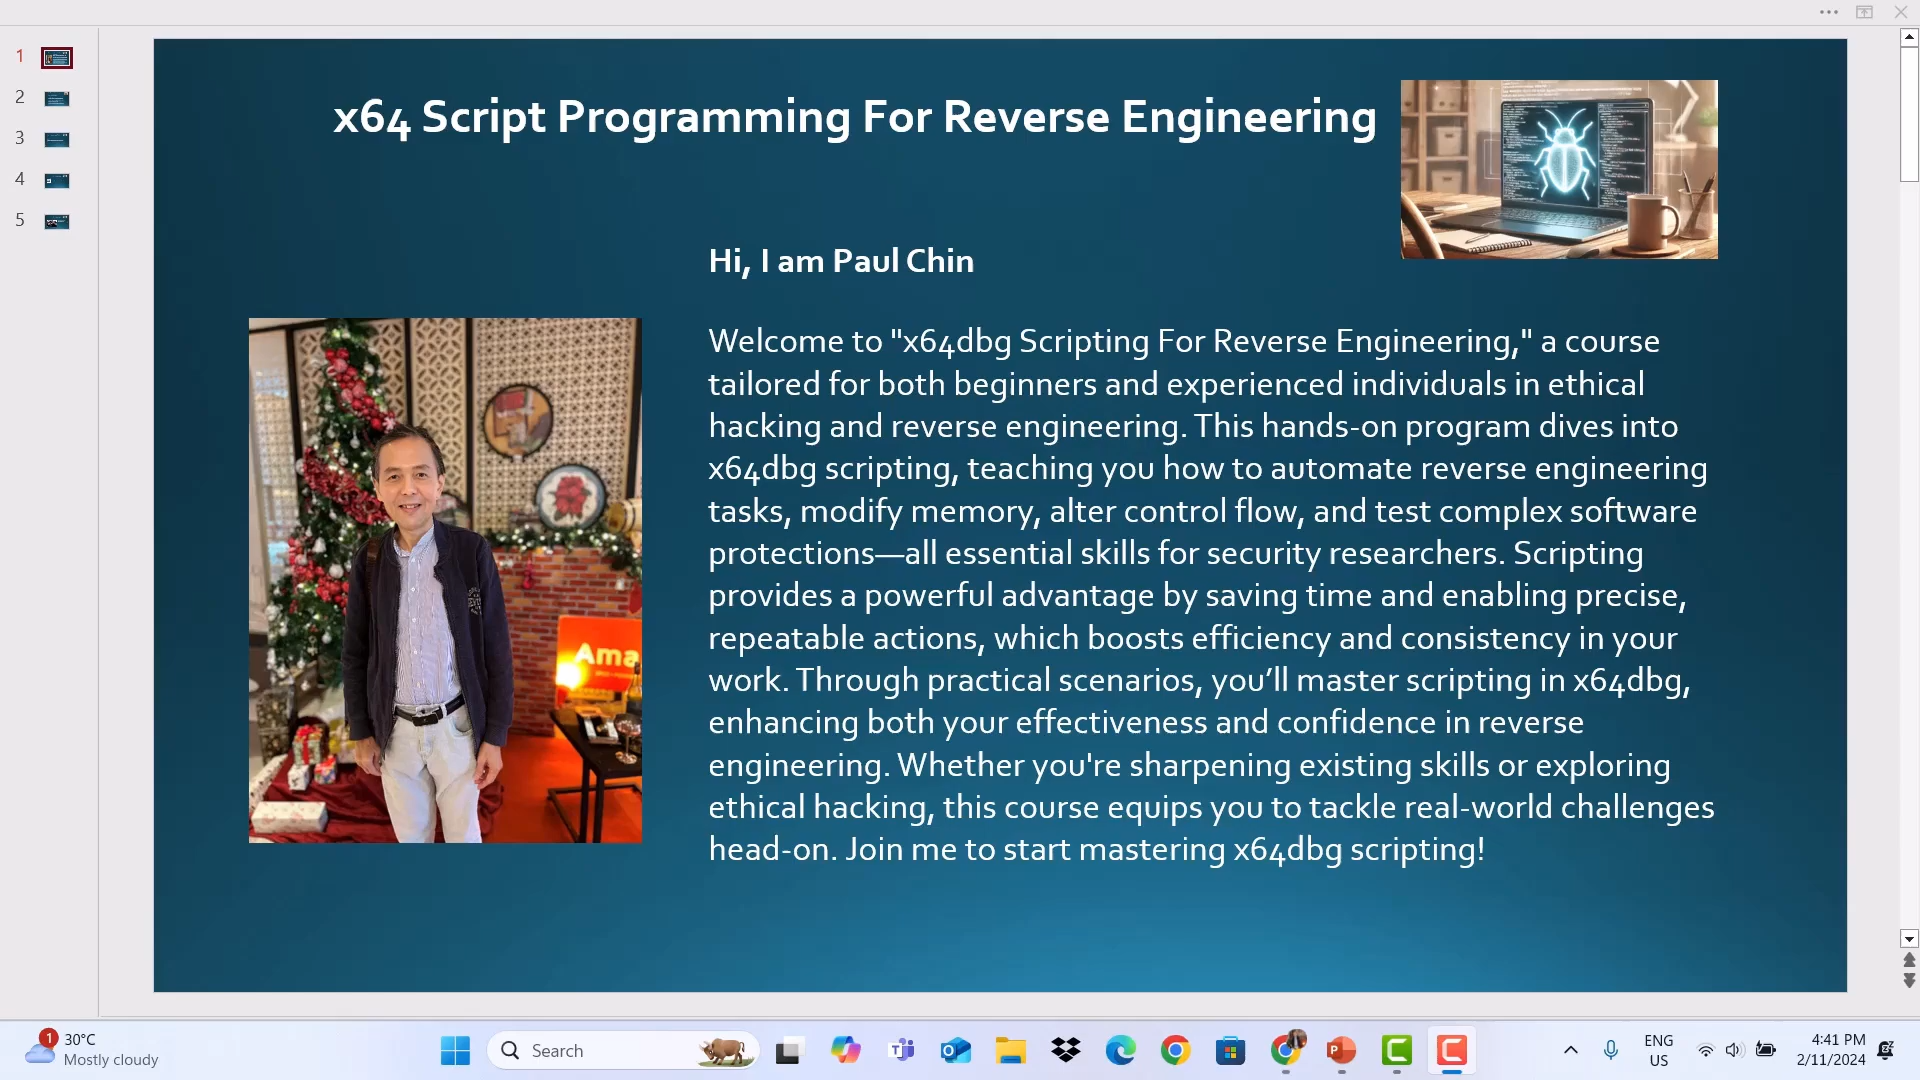 1
2
3
4
5
x64 Script Programming For Reverse Engineering
Hi, I am Paul Chin
Welcome to "x64dbg Scripting For Reverse Engineering," a course
tailored for both beginners and experienced individuals in ethical
hacking and reverse engineering. This hands-on program dives into
x64dbg scripting, teaching you how to automate reverse engineering
tasks, modify memory, alter control flow, and test complex software
protections—all essential skills for security researchers. Scripting
provides a powerful advantage by saving time and enabling precise,
repeatable actions, which boosts efficiency and consistency in your
work. Through practical scenarios, you’ll master scripting in x64dbg,
enhancing both your effectiveness and confidence in reverse
engineering. Whether you're sharpening existing skills or exploring
ethical hacking, this course equips you to tackle real-world challenges
head-on. Join me to start mastering x64dbg scripting!
Ama
1
30°C
Mostly cloudy
Search
ENG
US
4:41 PM
2/11/2024